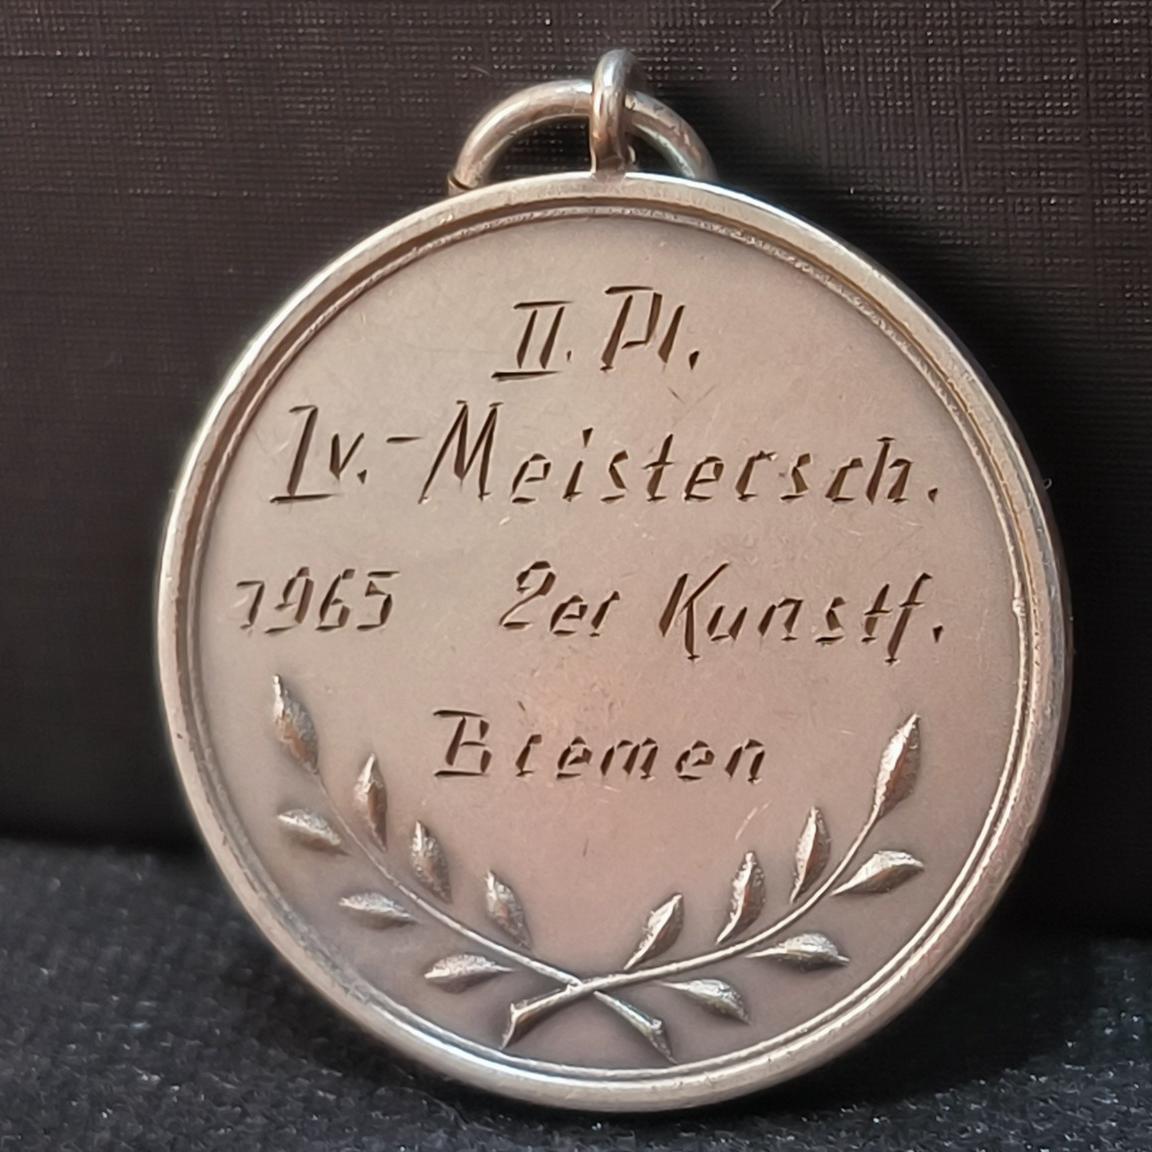 II. Pl.
Lv.-Meistersch.
1965 2er Kunstf.
Bremen